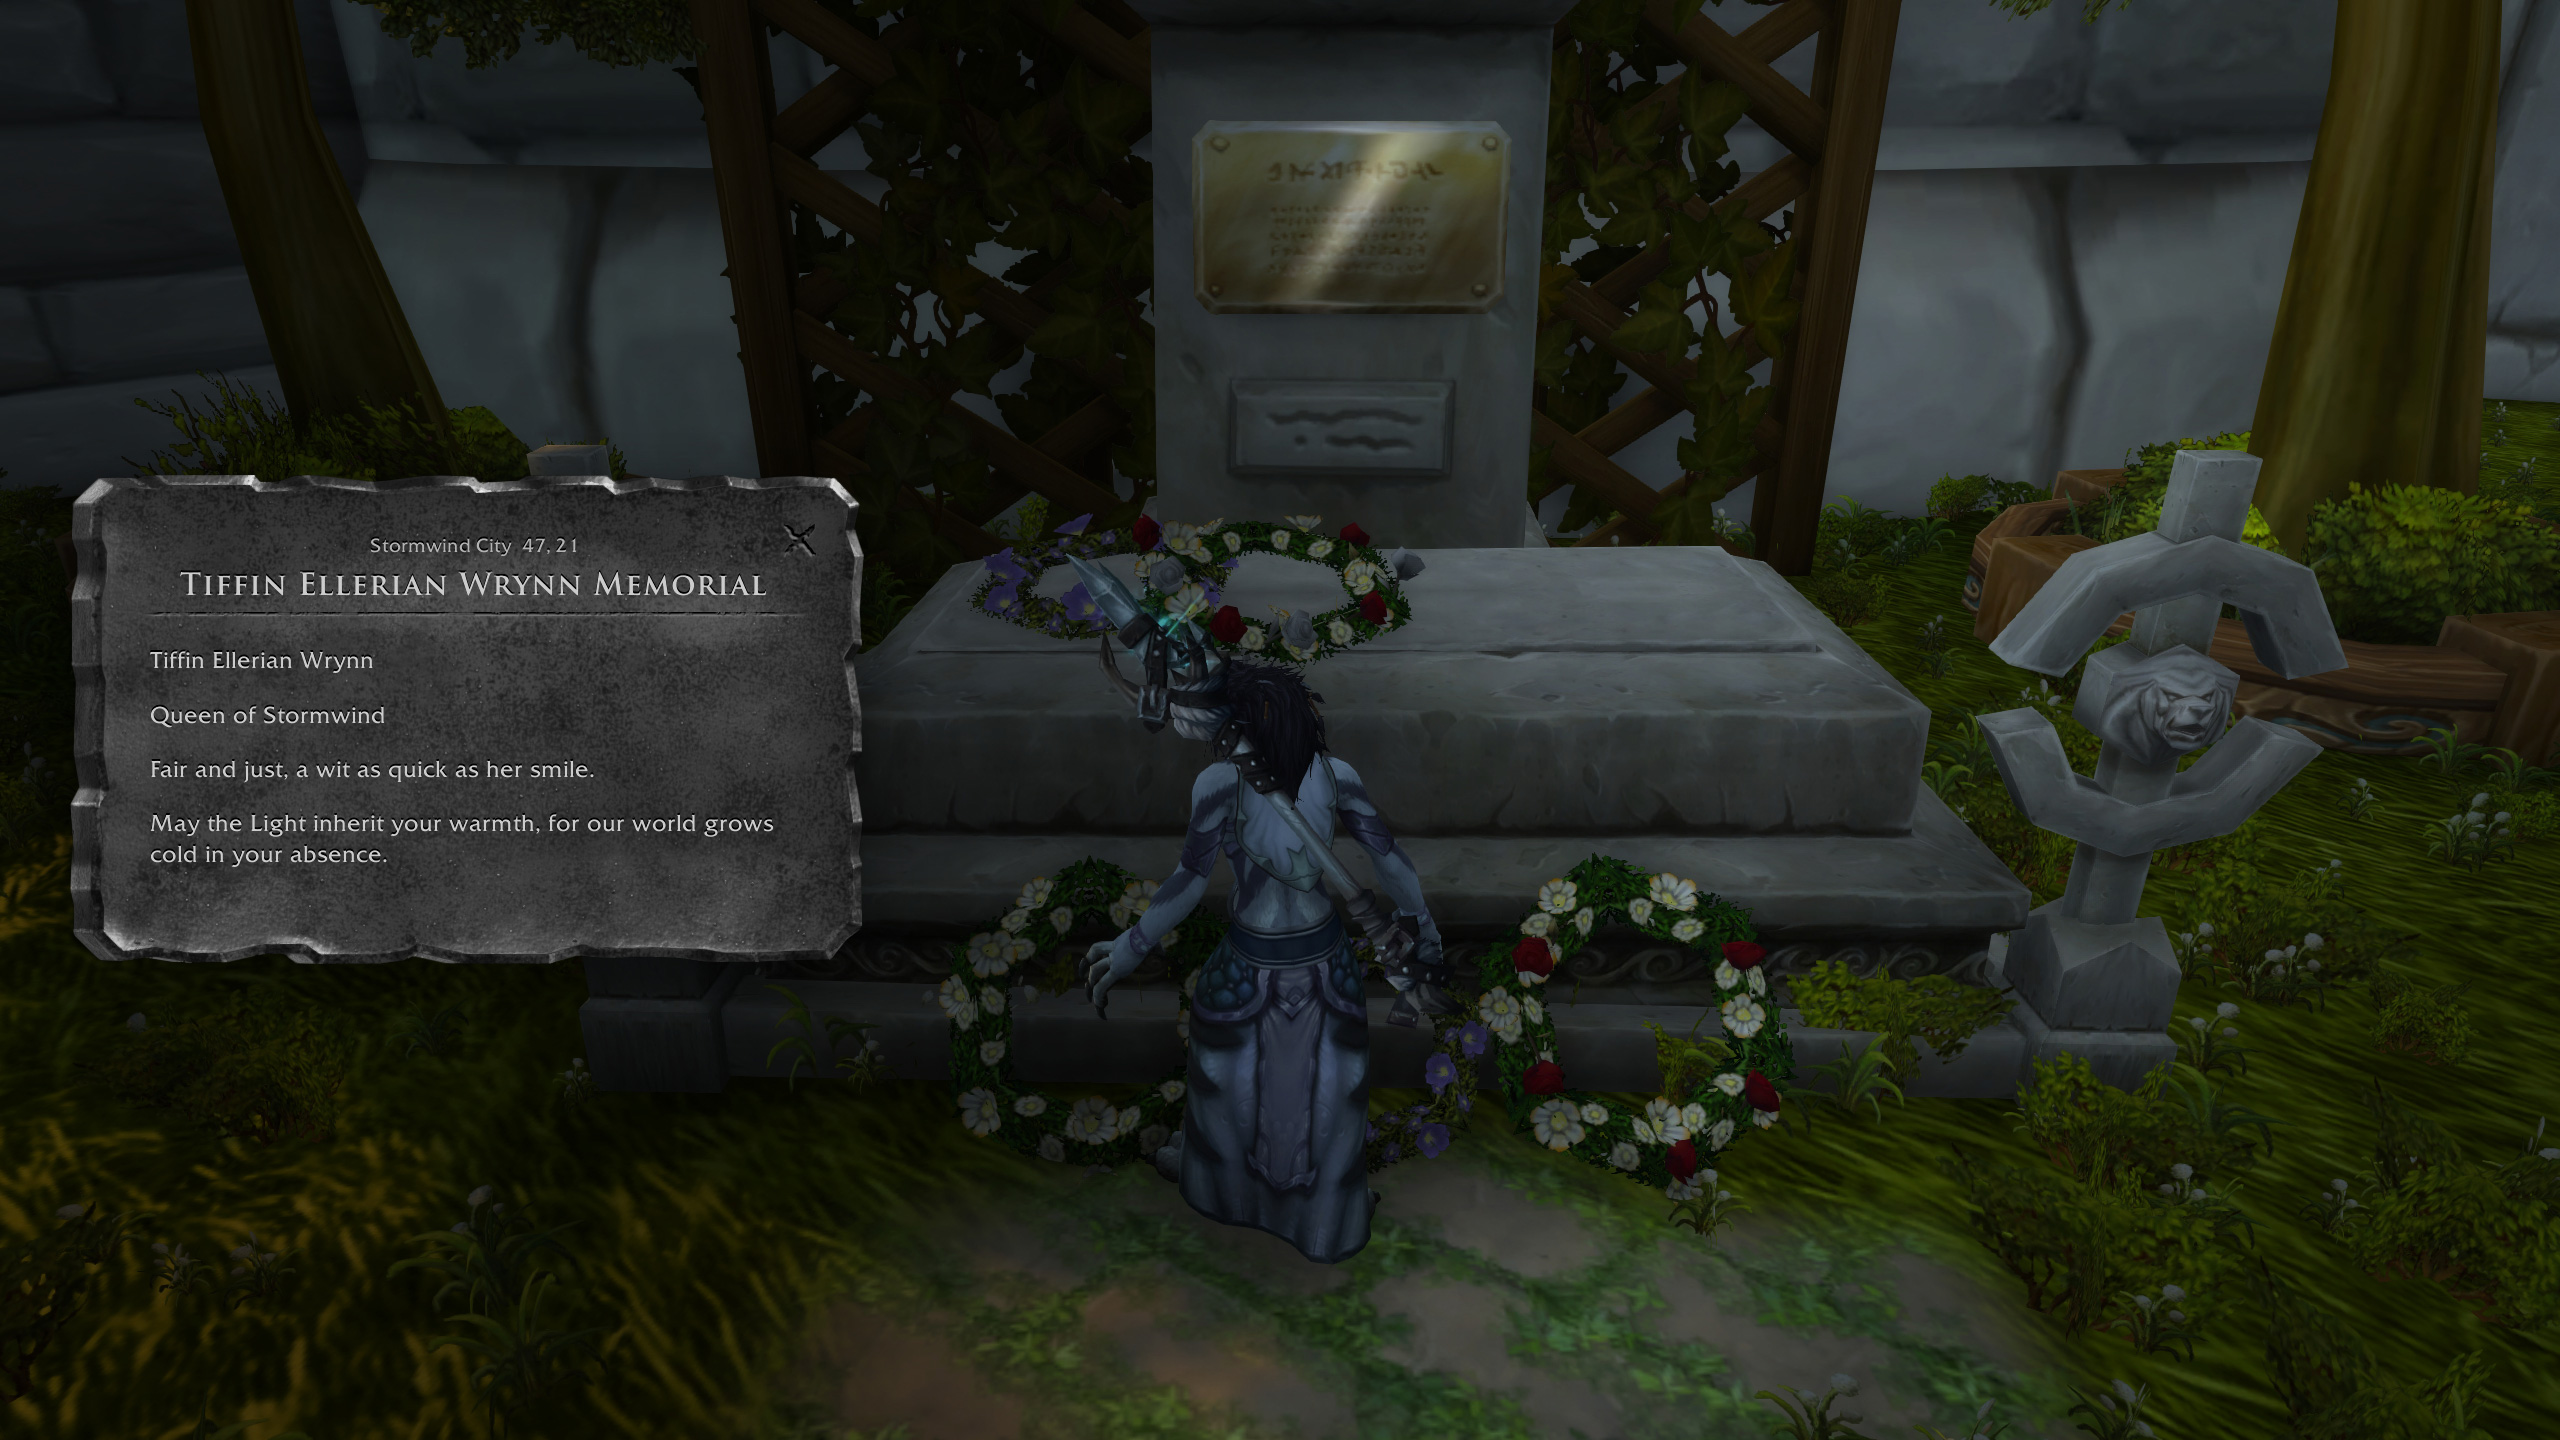 Stormwind City 47, 21
Tiffin Ellerian Wrynn Memorial
Tiffin Ellerian Wrynn
Queen of Stormwind
Fair and just, a wit as quick as her smile.
May the Light inherit your warmth, for our world grows
cold in your absence.